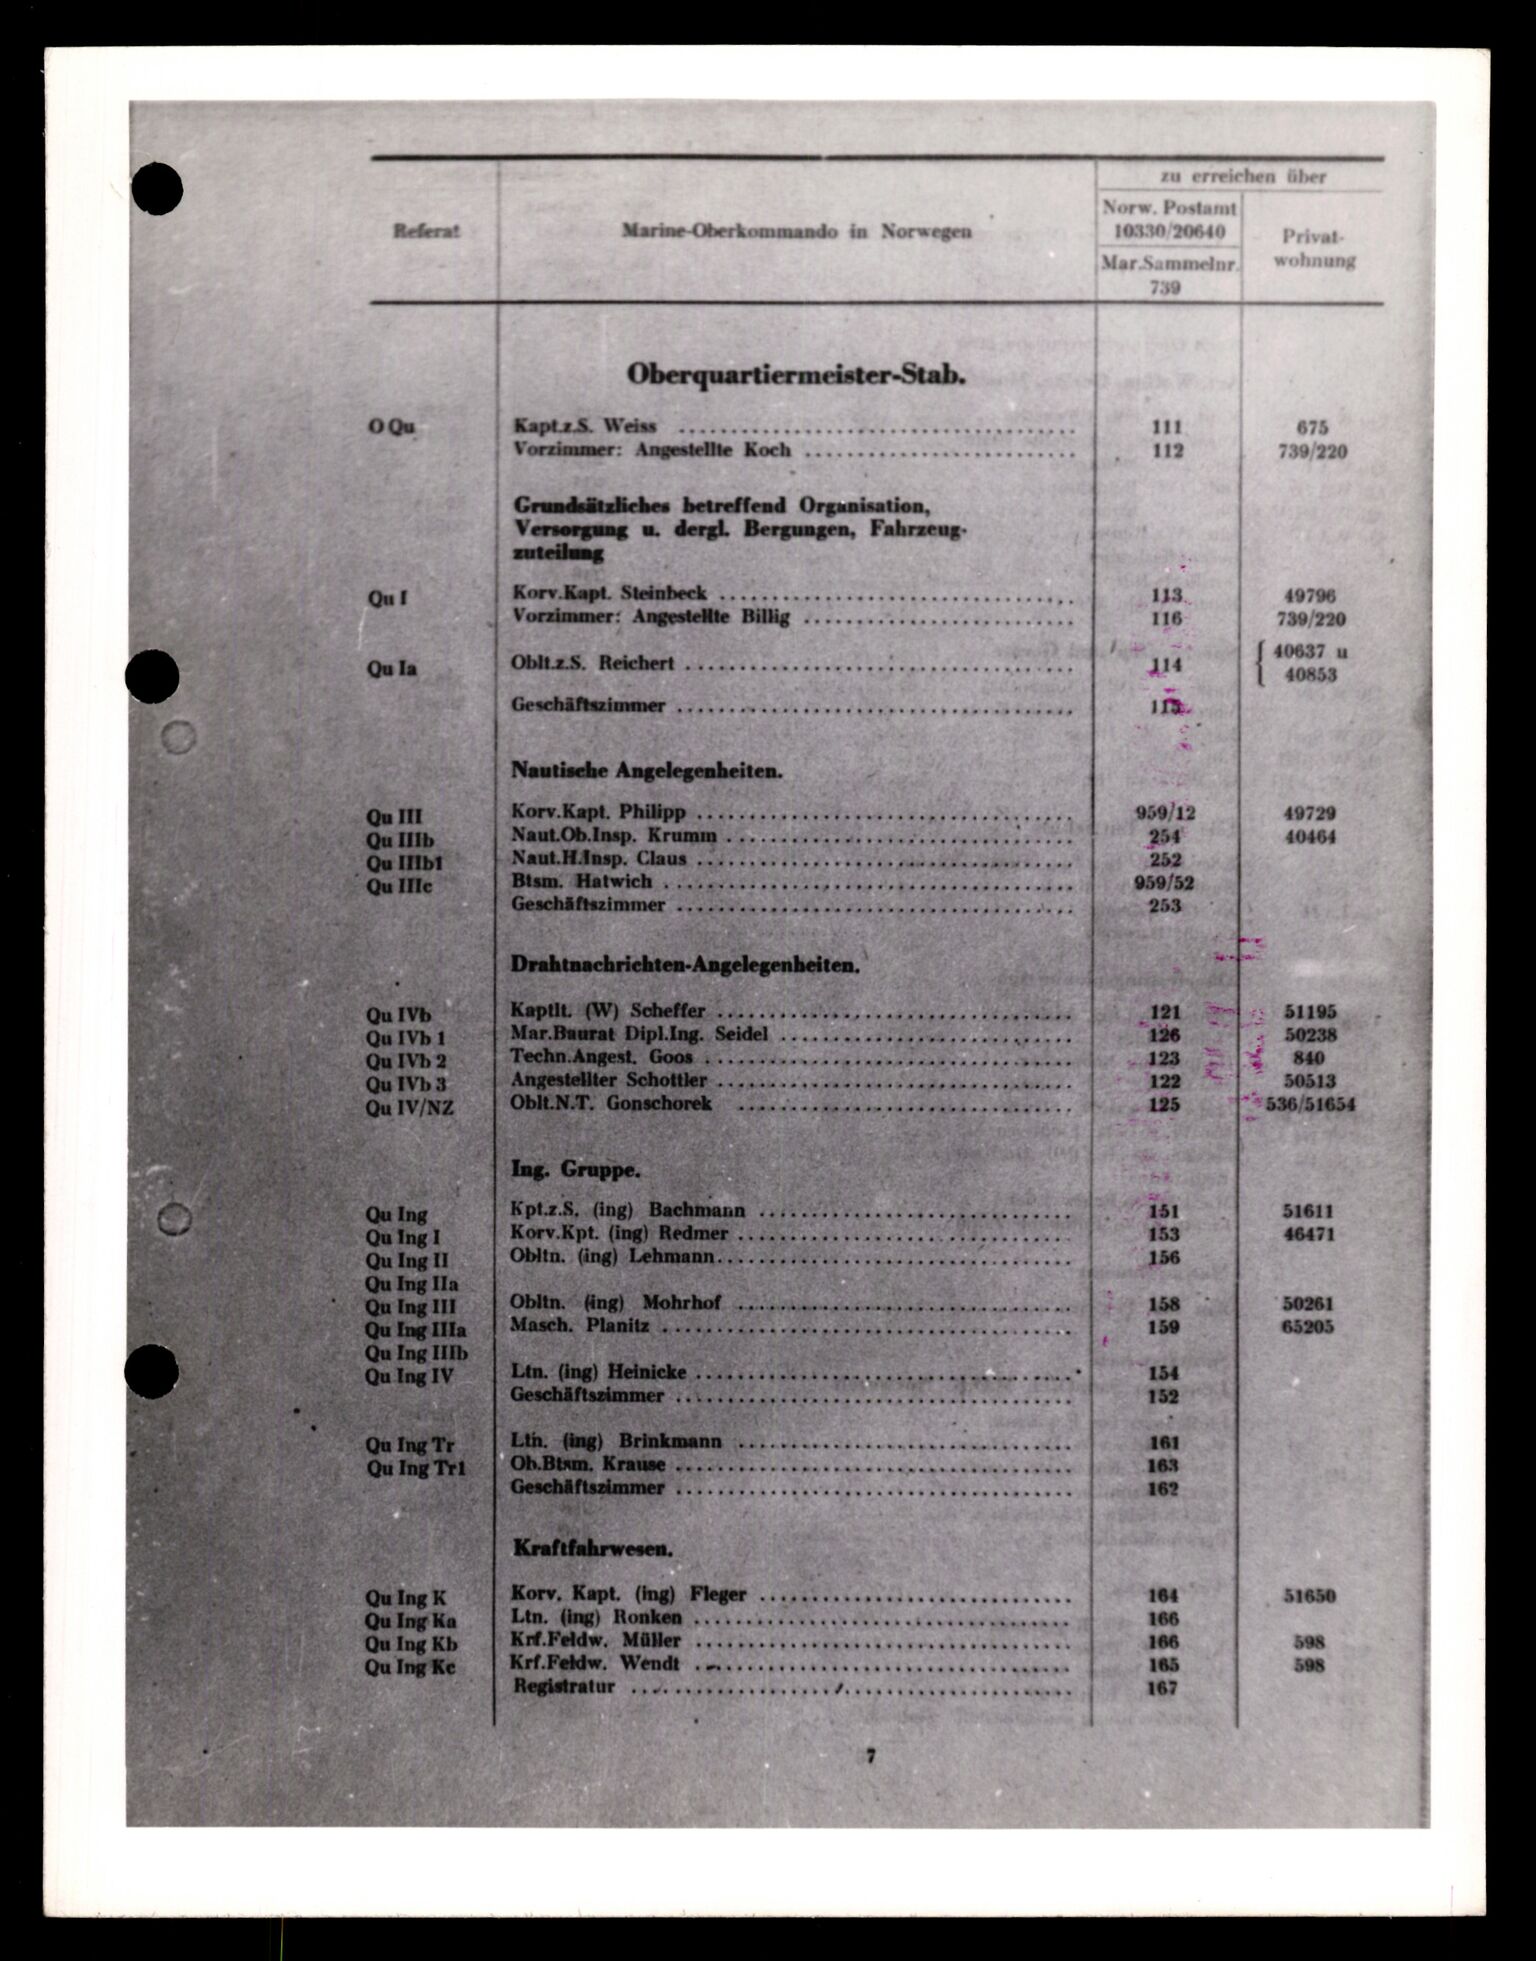 zu erreichen über
Referat Marine-Oberkommando in Norwegen Norw. Postamt 10330/20640 Privat-
Mar.Sammelnr. 739 wohnung
Oberquartiermeister-Stab.
O Qu Kapt.z.S. Weiss 111 675
Vorzimmer: Angestellte Koch 112 739/220
Grundsätzliches betreffend Organisation,
Versorgung u. dergl. Bergungen, Fahrzeug-
zuteilung
Qu I Korv.Kapt. Steinbeck 113 49796
Vorzimmer: Angestellte Billig 116 739/220
Qu Ia Oblt.z.S. Reichert 114 { 40637 u
40853
Geschäftszimmer
Nautische Angelegenheiten.
Qu III Korv.Kapt. Philipp 959/12 49729
Qu IIIb Naut.Ob.Insp. Krumm 254 40464
Qu IIIb1 Naut.H.Insp. Claus 252
Qu IIIc Btsm. Hatwich 959/52
Geschäftszimmer 253
Drahtnachrichten-Angelegenheiten.
Qu IVb Kaptlt. (W) Scheffer 121 51195
Qu IVb 1 Mar.Baurat Dipl.Ing. Seidel 126 50238
Qu IVb 2 Techn.Angest. Goos 123 840
Qu IVb 3 Angestellter Schottler 122 50513
Qu IV/NZ Oblt.N.T. Gonschorek 125 536/51654
Ing. Gruppe.
Qu Ing Kpt.z.S. (ing) Bachmann 151 51611
Qu Ing I Korv.Kpt. (ing) Redmer 153 46471
Qu Ing II Obltn. (ing) Lehmann 156
Qu Ing IIa
Qu Ing III Obltn. (ing) Mohrhof 158 50261
Qu Ing IIIa Masch. Planitz 159 65205
Qu Ing IIIb
Qu Ing IV Ltn. (ing) Heinicke 154
Geschäftszimmer 152
Qu Ing Tr Ltn. (ing) Brinkmann 161
Qu Ing Tr1 Ob.Btsm. Krause 163
Geschäftszimmer 162
Kraftfahrwesen.
Qu Ing K Korv. Kapt. (ing) Fleger 164 51650
Qu Ing Ka Ltn. (ing) Ronken 166
Qu Ing Kb Krf.Feldw. Müller 166 598
Qu Ing Kc Krf.Feldw. Wendt 165 598
Registratur 167
7